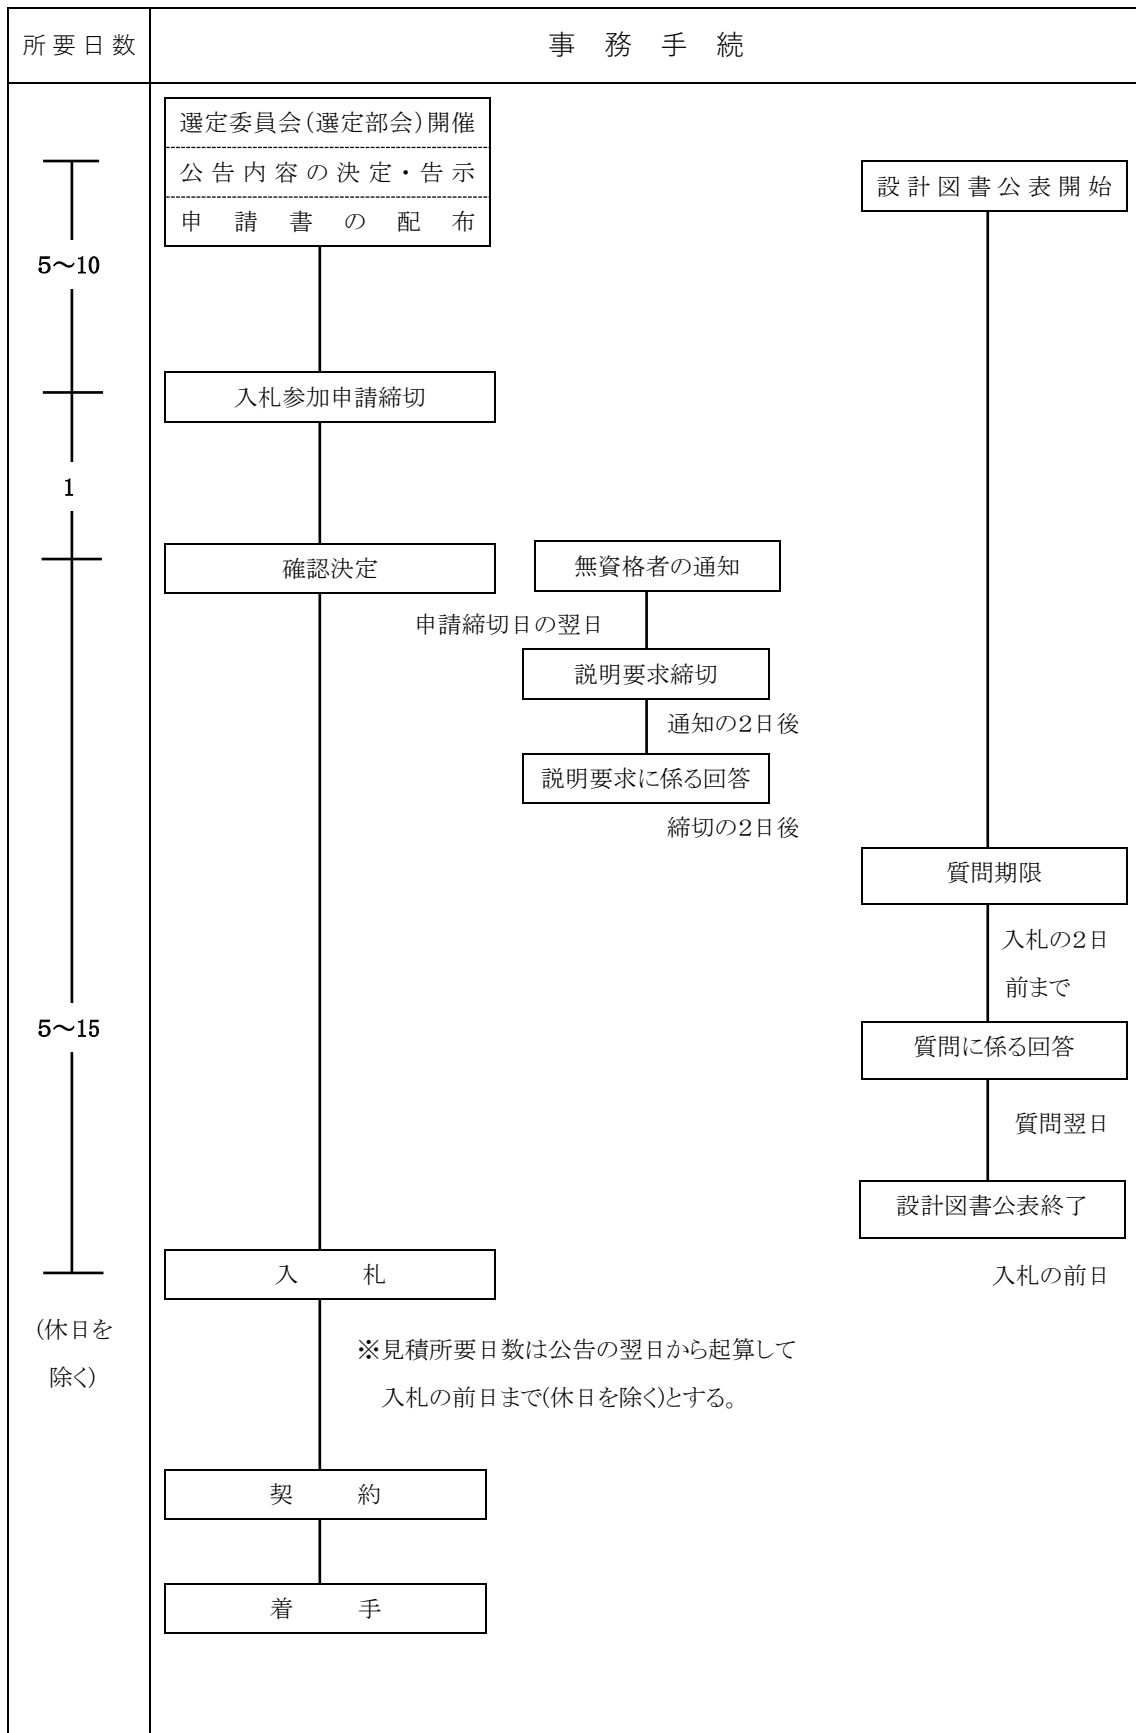 所要日数
事務手続
選定委員会（選定部会）開催
公告内容の決定・告示
設計図書公表開始
申請書の配布
5～10
入札参加申請締切
1
確認決定
無資格者の通知
申請締切日の翌日
説明要求締切
通知の2日後
説明要求に係る回答
締切の2日後
質問期限
入札の2日
前まで
5～15
質問に係る回答
質問翌日
設計図書公表終了
入札
入札の前日
(休日を
除く)
※見積所要日数は公告の翌日から起算して
入札の前日まで(休日を除く)とする。
契約
着手